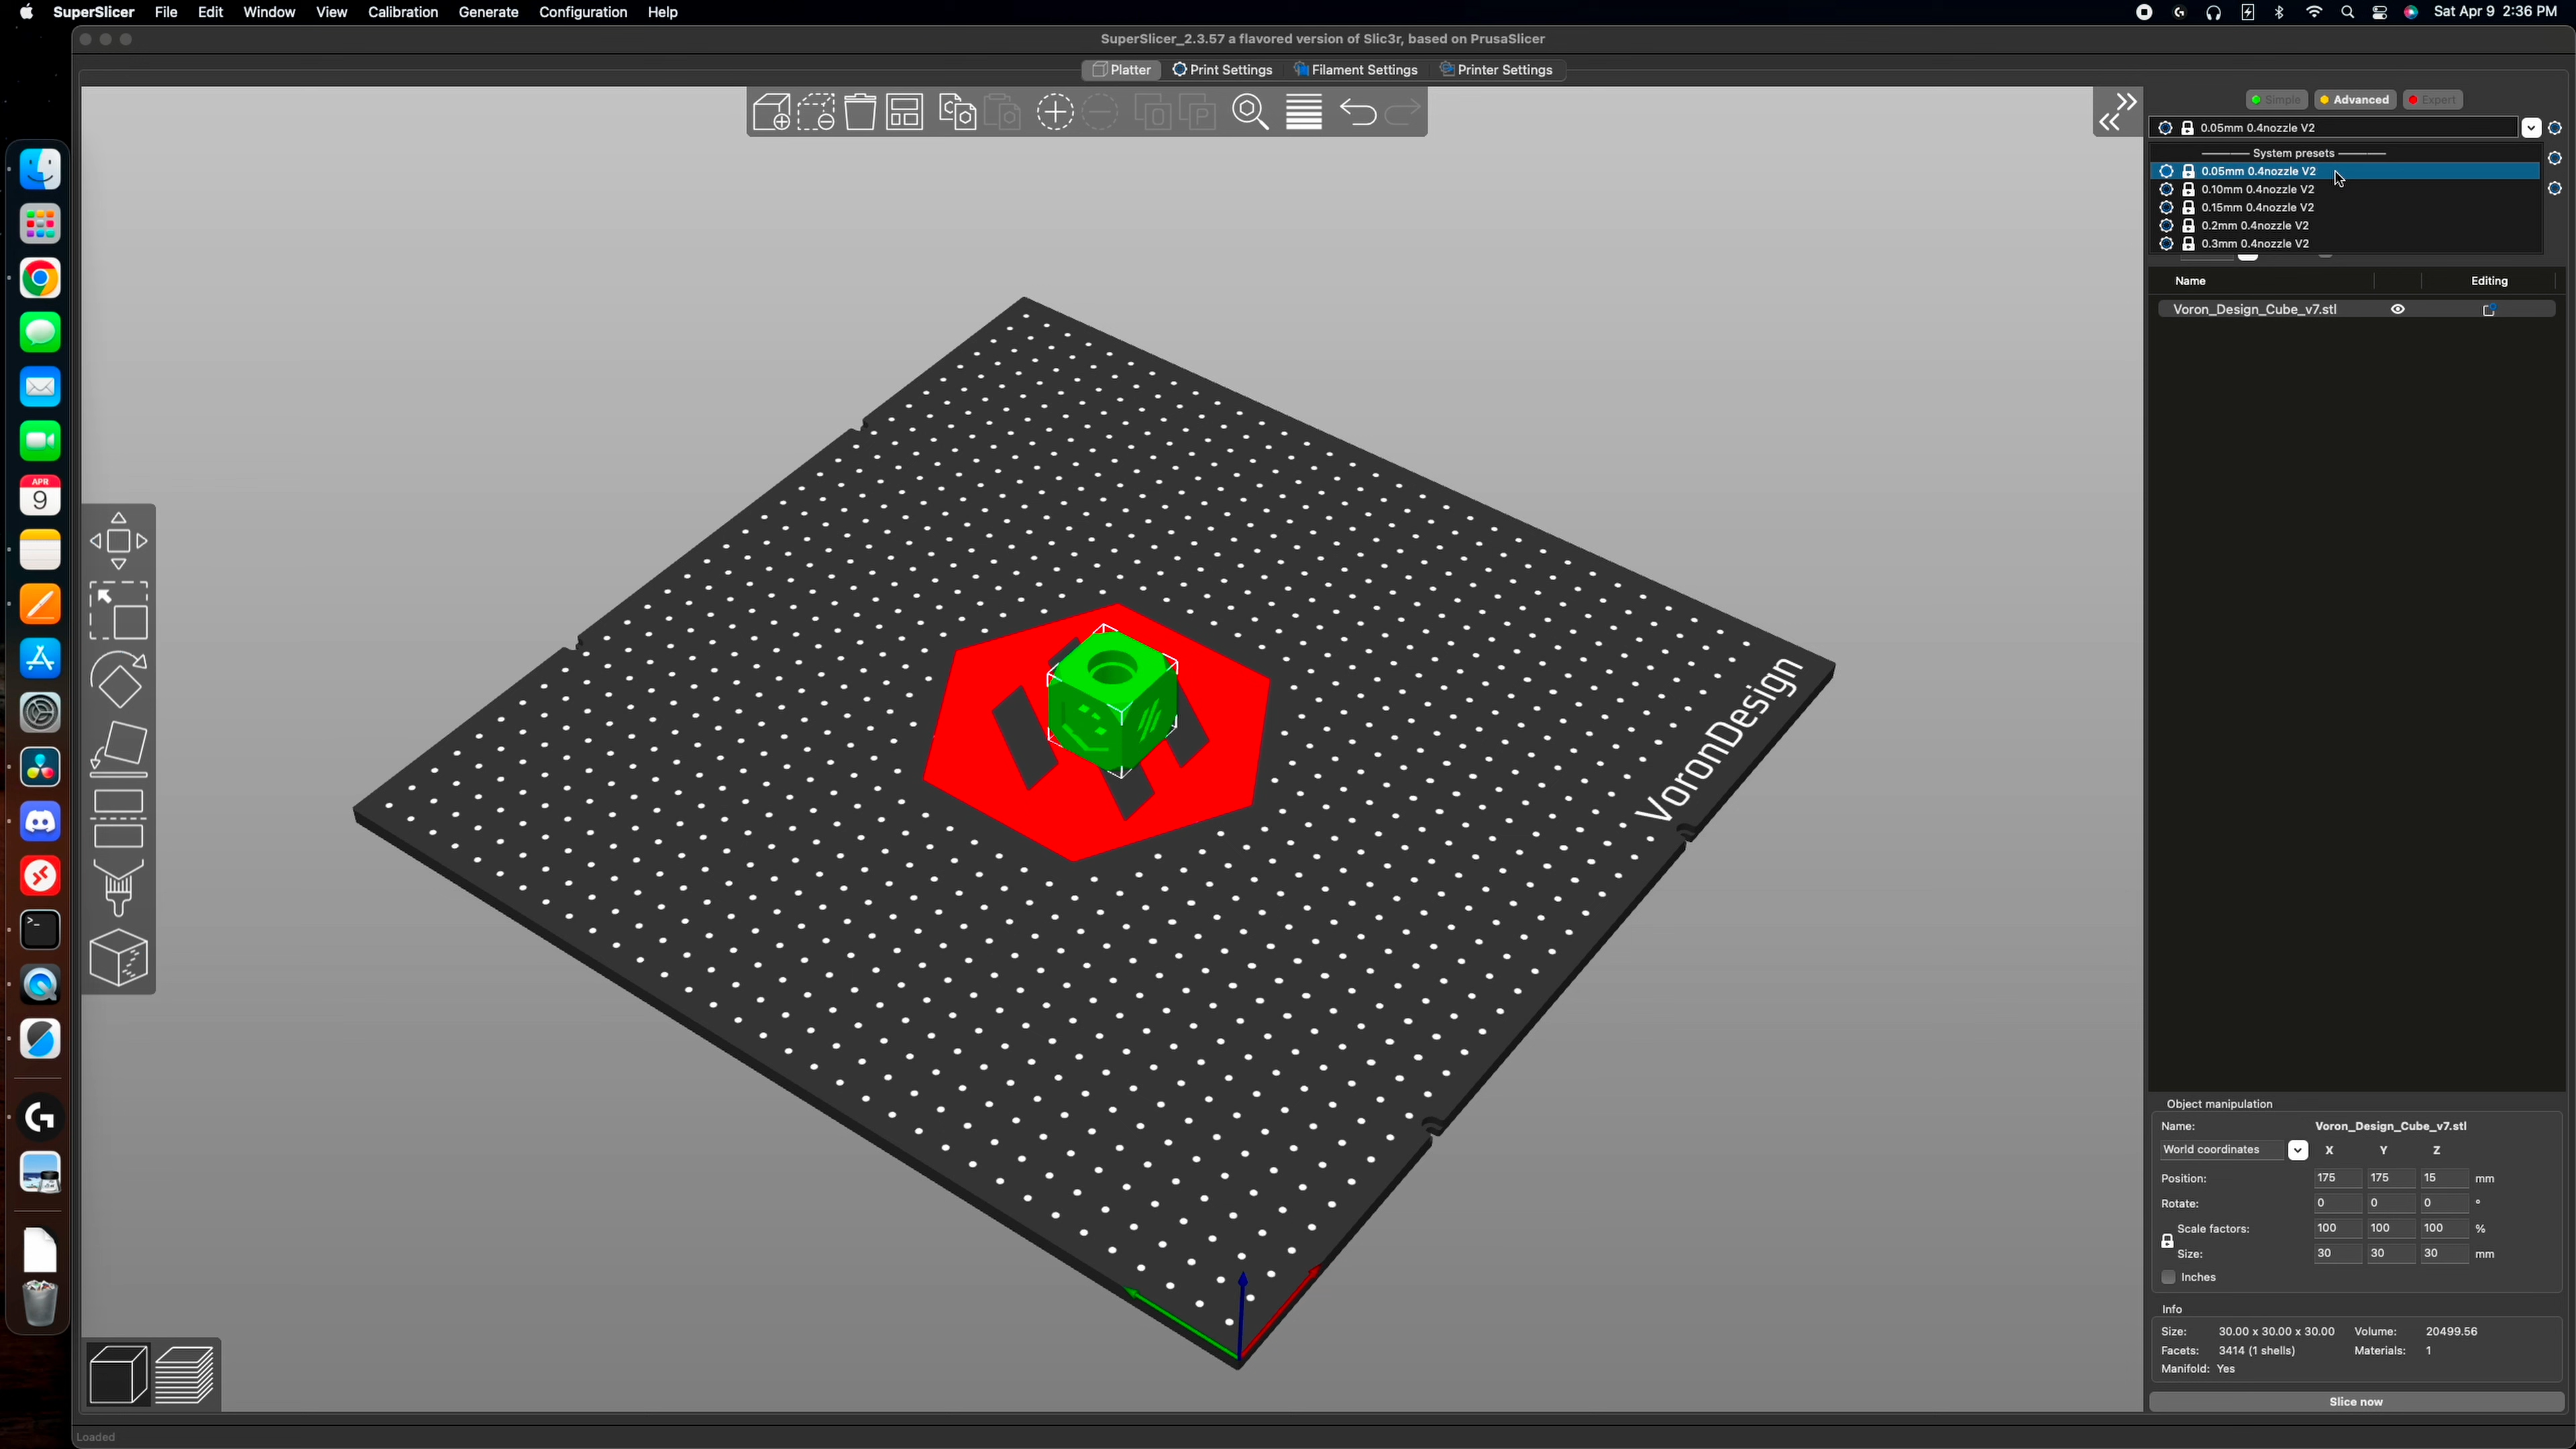 SuperSlicer File Edit Window View Calibration Generate Configuration Help
Sat Apr 9 2:36 PM
SuperSlicer_2.3.57 a flavored version of Slic3r, based on PrusaSlicer
Platter Print Settings Filament Settings Printer Settings
Simple Advanced Expert
0.05mm 0.4nozzle V2
System presets
0.05mm 0.4nozzle V2
0.10mm 0.4nozzle V2
0.15mm 0.4nozzle V2
0.2mm 0.4nozzle V2
0.3mm 0.4nozzle V2
Name Editing
Voron_Design_Cube_v7.stl
APR
9
VoronDesign
Object manipulation
Name: Voron_Design_Cube_v7.stl
World coordinates X Y Z
Position: 175 175 15 mm
Rotate: 0 0 0 °
Scale factors: 100 100 100 %
Size: 30 30 30 mm
Inches
Info
Size: 30.00 x 30.00 x 30.00 Volume: 20499.56
Facets: 3414 (1 shells) Materials: 1
Manifold: Yes
Slice now
Loaded